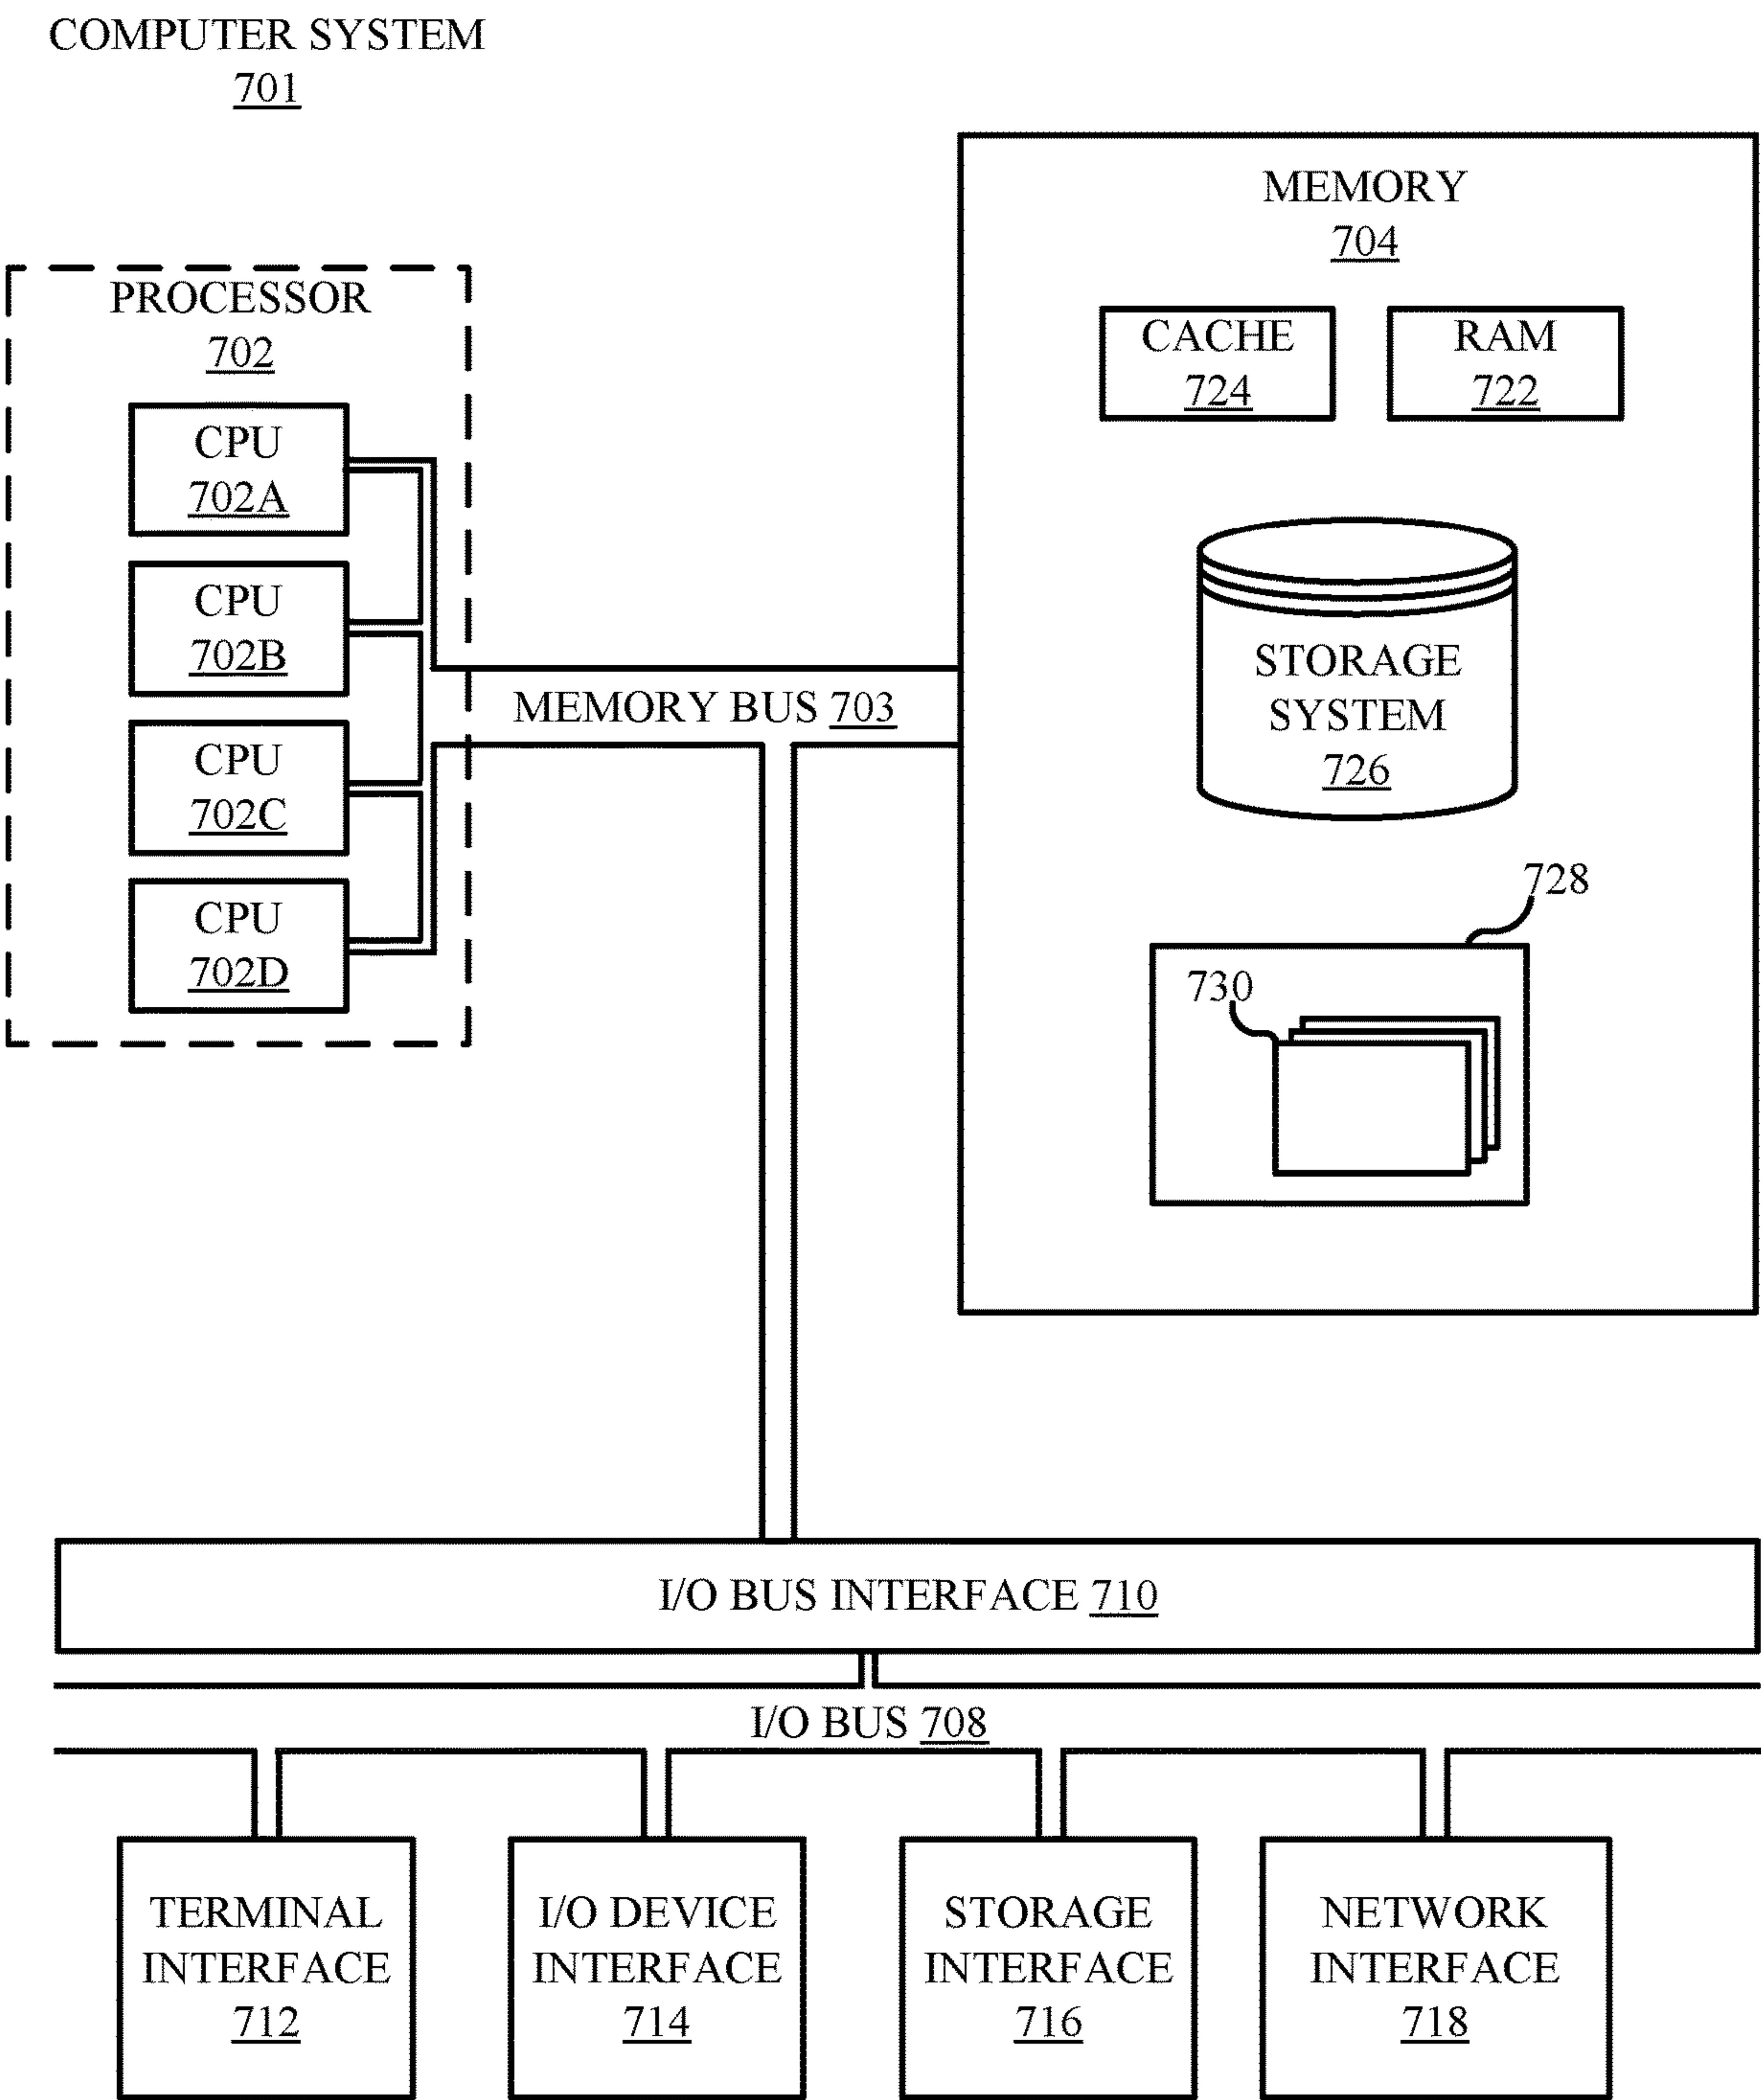 COMPUTER SYSTEM
701
PROCESSOR
702
CPU
702A
CPU
702B
CPU
702C
CPU
702D
MEMORY BUS 703
MEMORY
704
CACHE
724
RAM
722
STORAGE
SYSTEM
726
728
730
I/O BUS INTERFACE 710
I/O BUS 708
TERMINAL
INTERFACE
712
I/O DEVICE
INTERFACE
714
STORAGE
INTERFACE
716
NETWORK
INTERFACE
718